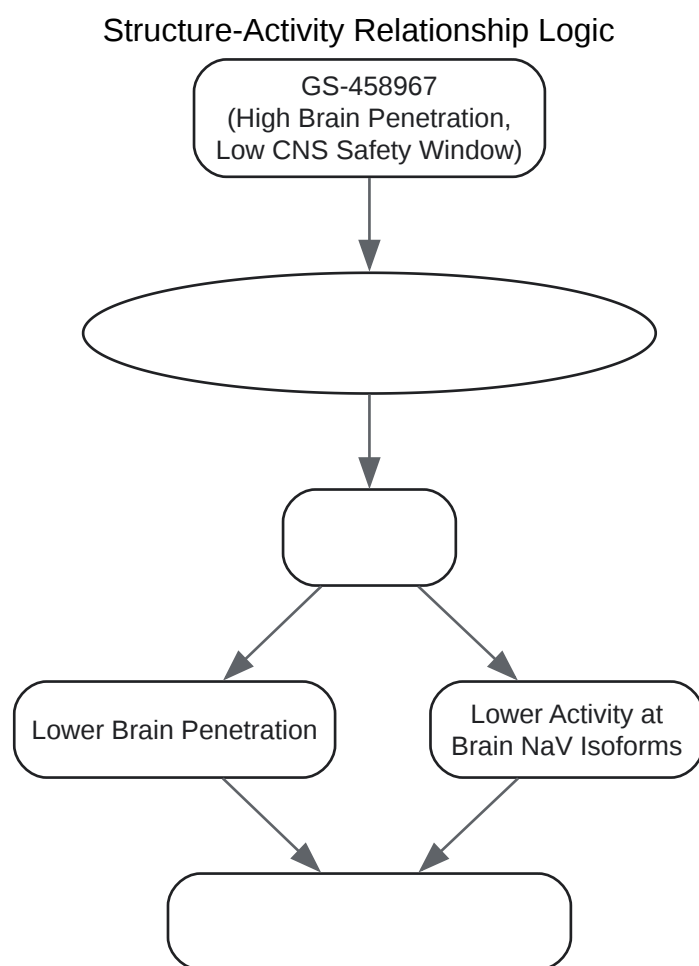 Structure-Activity Relationship Logic
GS-458967
(High Brain Penetration,
Low CNS Safety Window)
Lower Brain Penetration
Lower Activity at
Brain NaV Isoforms